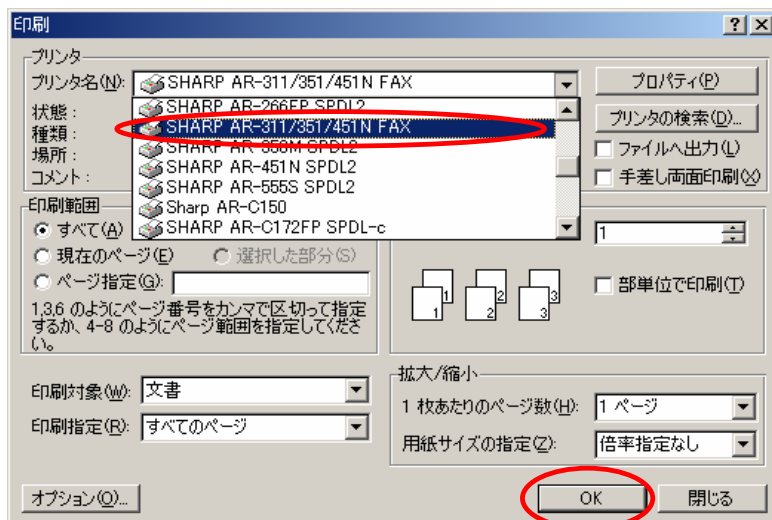 印刷
プリンタ
プリンタ名(N):
SHARP AR-311/351/451N FAX
プロパティ(P)
状態:
種類:
場所:
コメント:
SHARP AR-266FP SPDL2
SHARP AR-311/351/451N FAX
SHARP AR-350M SPDL2
SHARP AR-451N SPDL2
SHARP AR-555S SPDL2
Sharp AR-C150
SHARP AR-C172FP SPDL-c
プリンタの検索(D)...
ファイルへ出力(L)
手差し両面印刷(X)
印刷範囲
すべて(A)
現在のページ(E)
選択した部分(S)
ページ指定(G):
1,3,6 のようにページ番号をカンマで区切って指定
するか、4-8 のようにページ範囲を指定してくださ
い。
1
1
1
2
2
3
3
部単位で印刷(T)
印刷対象(W):
文書
印刷指定(R):
すべてのページ
拡大/縮小
1 枚あたりのページ数(H):
1 ページ
用紙サイズの指定(Z):
倍率指定なし
オプション(O)...
OK
閉じる